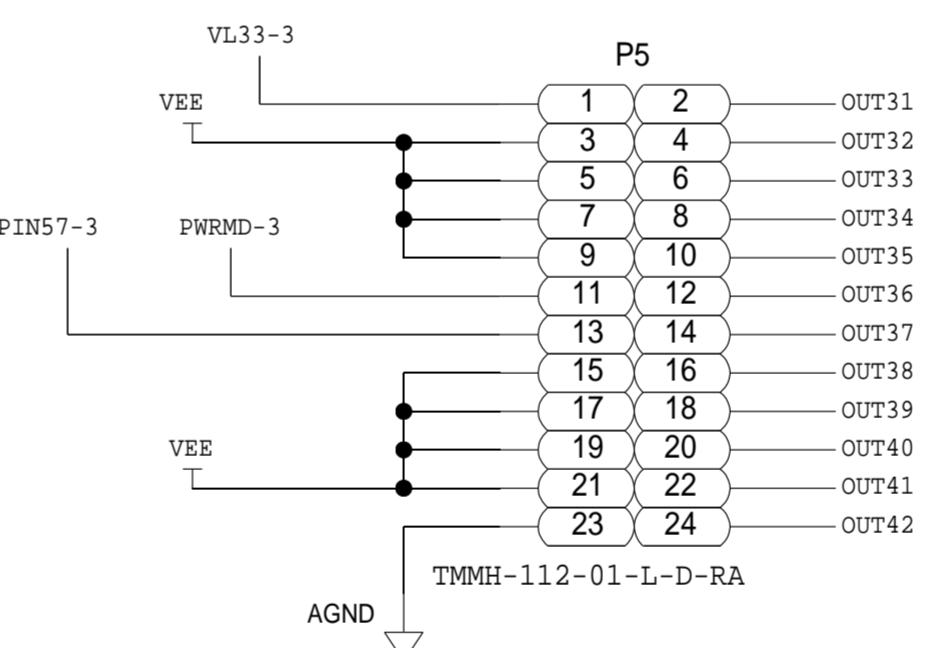 VL33-3
P5
VEE
1 2 OUT31
3 4 OUT32
5 6 OUT33
PIN57-3 PWRMD-3
7 8 OUT34
9 10 OUT35
11 12 OUT36
13 14 OUT37
15 16 OUT38
17 18 OUT39
VEE
19 20 OUT40
21 22 OUT41
23 24 OUT42
TMMH-112-01-L-D-RA
AGND